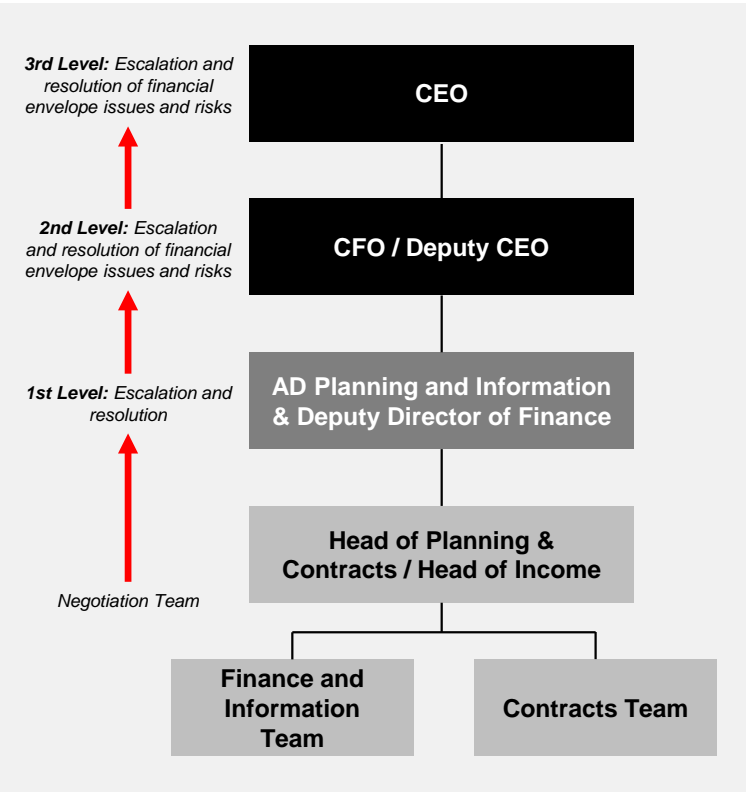 3rd Level: Escalation and
resolution of financial
envelope issues and risks
CEO
2nd Level: Escalation
and resolution of financial
envelope issues and risks
CFO / Deputy CEO
1st Level: Escalation and
resolution
AD Planning and Information
& Deputy Director of Finance
Head of Planning &
Contracts / Head of Income
Negotiation Team
Finance and
Information
Team
Contracts Team